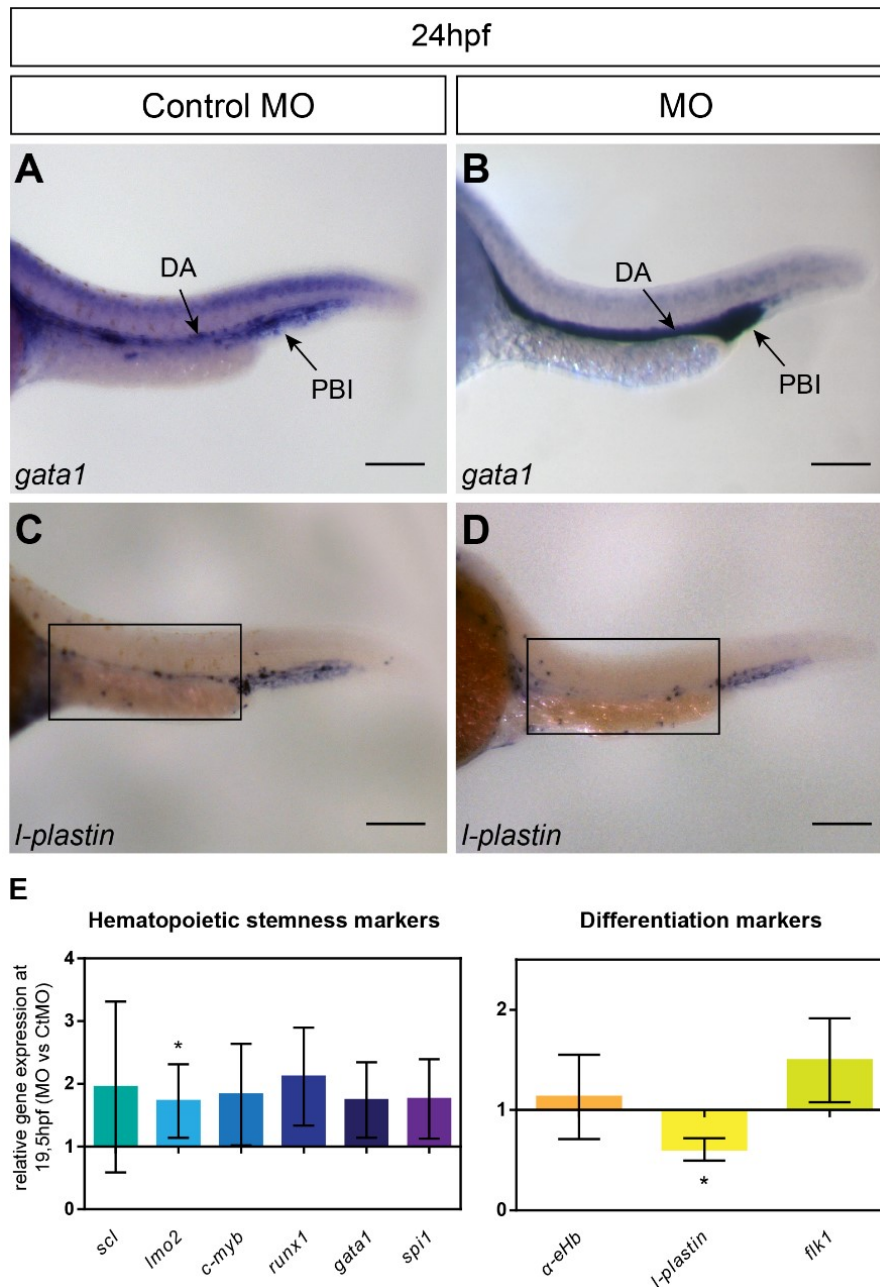 24hpf
Control MO
MO
A
DA
PBI
gata1
B
DA
PBI
gata1
C
l-plastin
D
l-plastin
E
Hematopoietic stemness markers
relative gene expression at
19,5hpf (MO vs CtMO)
4
3
2
1
0
*
scl
lmo2
c-myb
runx1
gata1
spi1
Differentiation markers
2
1
0
*
α-eHb
l-plastin
flk1